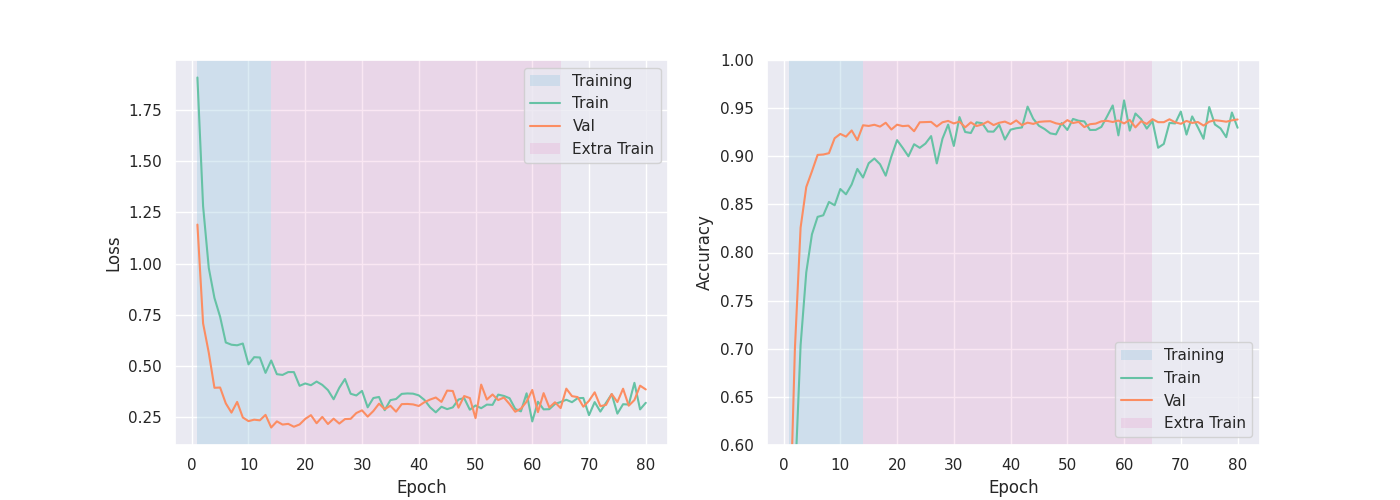 Loss
1.75
1.50
1.25
1.00
0.75
0.50
0.25
0 10 20 30 40 50 60 70 80
Epoch
Training
Train
Val
Extra Train
Accuracy
1.00
0.95
0.90
0.85
0.80
0.75
0.70
0.65
0.60
0 10 20 30 40 50 60 70 80
Epoch
Training
Train
Val
Extra Train